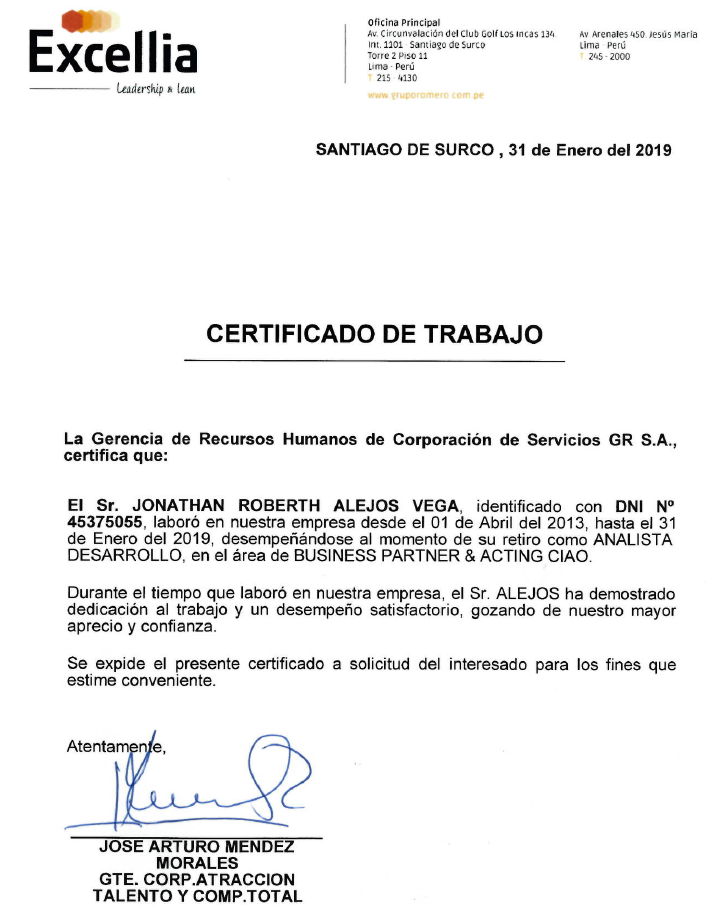 Excellia
Leadership & Lean
Oficina Principal
Av. Circunvalación del Club Golf Los Incas 134.
Int. 1101 - Santiago de Surco
Torre 2 Piso 11
Lima - Perú
T 215 - 4130
www.gruporomero.com.pe
Av Arenales 450. Jesús María
Lima - Perú
T 245 - 2000
SANTIAGO DE SURCO , 31 de Enero del 2019
CERTIFICADO DE TRABAJO
La Gerencia de Recursos Humanos de Corporación de Servicios GR S.A.,
certifica que:
El Sr. JONATHAN ROBERTH ALEJOS VEGA, identificado con DNI Nº
45375055, laboró en nuestra empresa desde el 01 de Abril del 2013, hasta el 31
de Enero del 2019, desempeñándose al momento de su retiro como ANALISTA
DESARROLLO, en el área de BUSINESS PARTNER & ACTING CIAO.
Durante el tiempo que laboró en nuestra empresa, el Sr. ALEJOS ha demostrado
dedicación al trabajo y un desempeño satisfactorio, gozando de nuestro mayor
aprecio y confianza.
Se expide el presente certificado a solicitud del interesado para los fines que
estime conveniente.
Atentamente,
JOSE ARTURO MENDEZ
MORALES
GTE. CORP.ATRACCION
TALENTO Y COMP.TOTAL